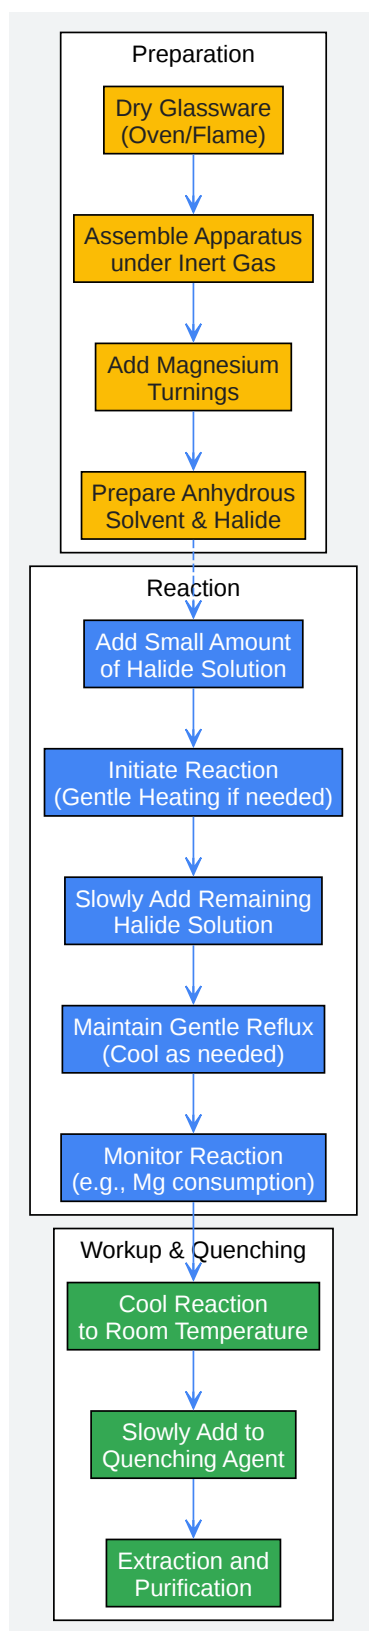 Preparation
Dry Glassware
(Oven/Flame)
Assemble Apparatus
under Inert Gas
Add Magnesium
Turnings
Prepare Anhydrous
Solvent & Halide
Reaction
Add Small Amount
of Halide Solution
Initiate Reaction
(Gentle Heating if needed)
Slowly Add Remaining
Halide Solution
Maintain Gentle Reflux
(Cool as needed)
Monitor Reaction
(e.g., Mg consumption)
Workup & Quenching
Cool Reaction
to Room Temperature
Slowly Add to
Quenching Agent
Extraction and
Purification